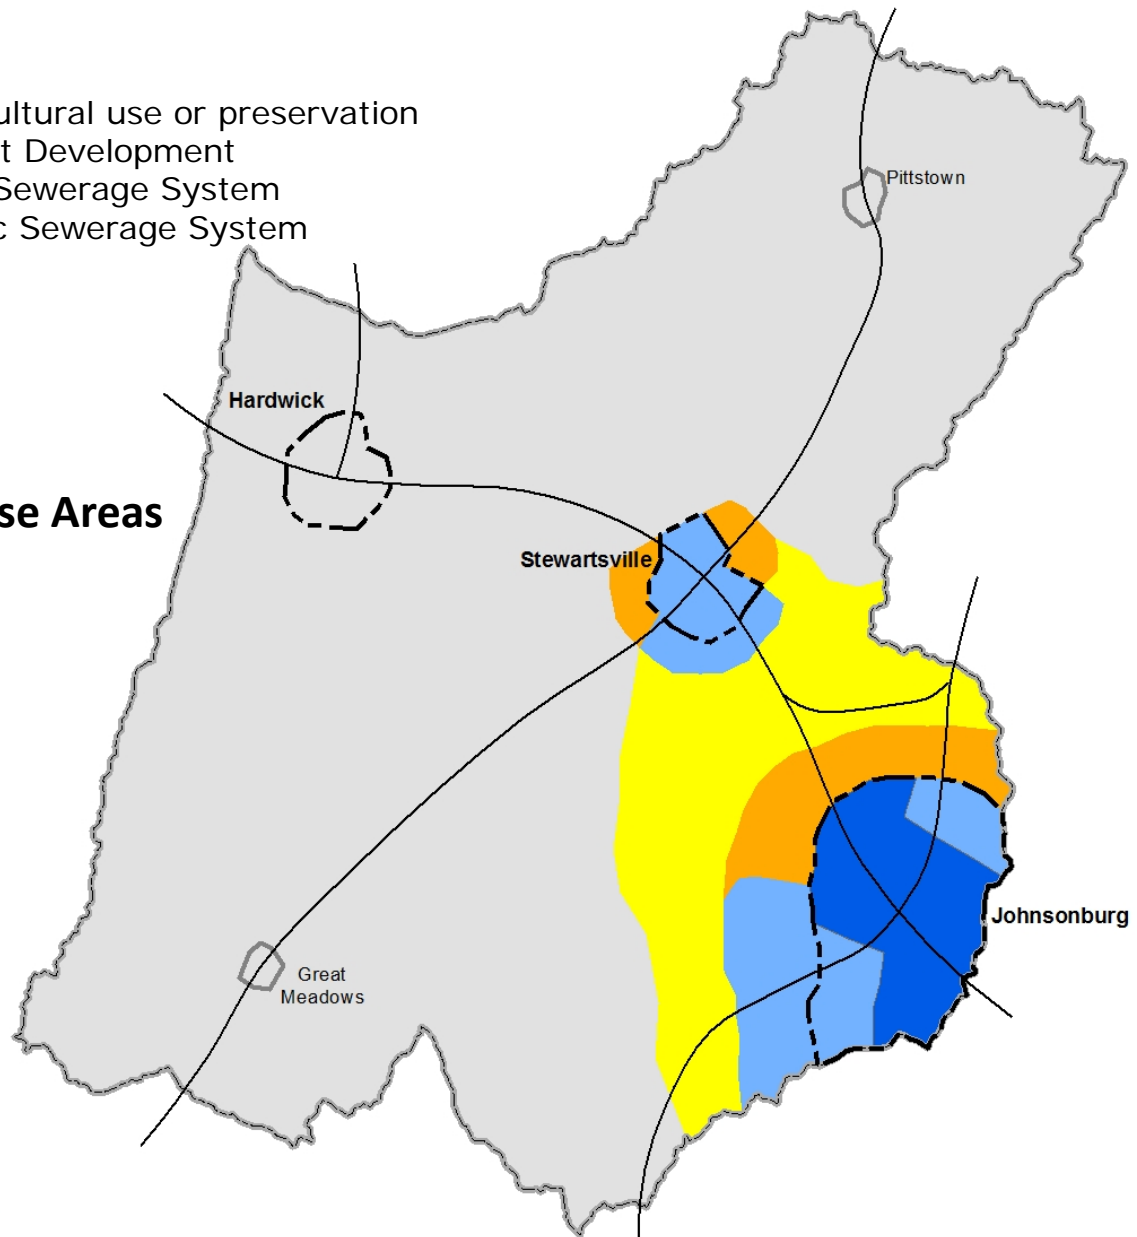 ultural use or preservation
t Development
Sewerage System
c Sewerage System
Pittstown
Hardwick
se Areas
Stewartsville
Johnsonburg
Great
Meadows